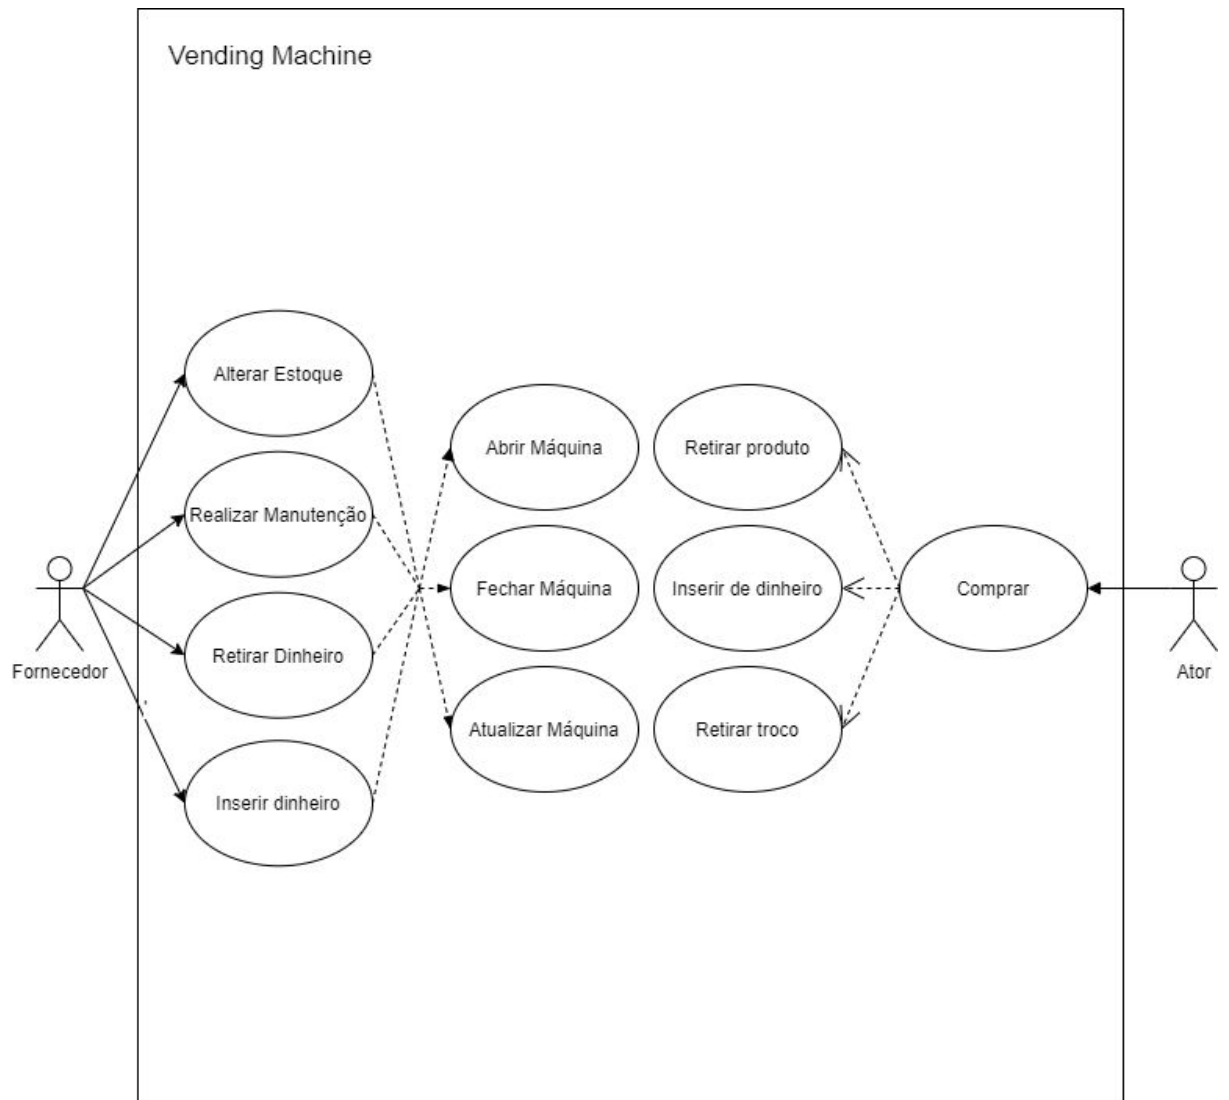 Vending Machine
Alterar Estoque
Realizar Manutenção
Retirar Dinheiro
Inserir dinheiro
Abrir Máquina
Fechar Máquina
Atualizar Máquina
Retirar produto
Inserir de dinheiro
Retirar troco
Comprar
Fornecedor
Ator